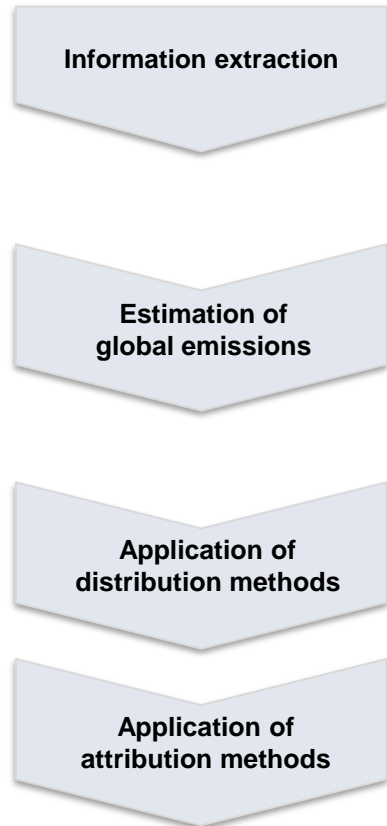 Information extraction
Estimation of
global emissions
Application of
distribution methods
Application of
attribution methods